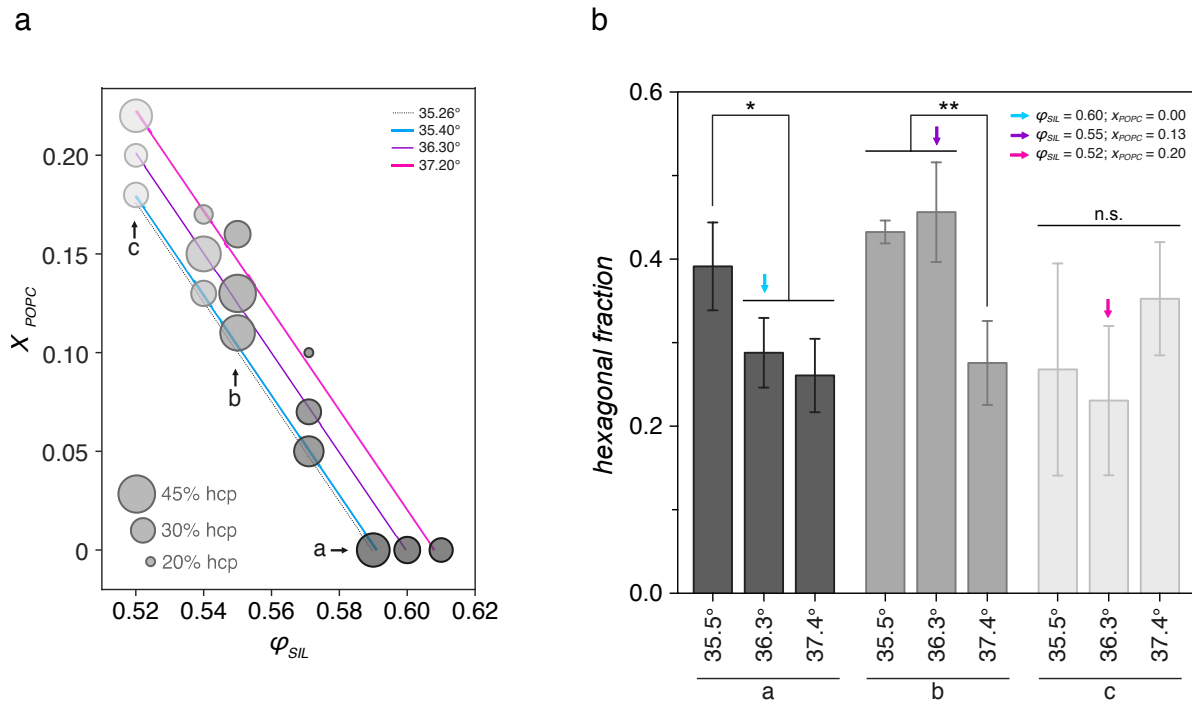 a
35.26°
35.40°
36.30°
37.20°
0.20
0.15
0.10
0.05
0
X POPC
c
b
a
45% hcp
30% hcp
20% hcp
0.52 0.54 0.56 0.58 0.60 0.62
φSIL
b
0.6
0.4
0.2
0.0
hexagonal fraction
* ** n.s.
φSIL = 0.60; xPOPC = 0.00
φSIL = 0.55; xPOPC = 0.13
φSIL = 0.52; xPOPC = 0.20
35.5° 36.3° 37.4° 35.5° 36.3° 37.4° 35.5° 36.3° 37.4°
a b c